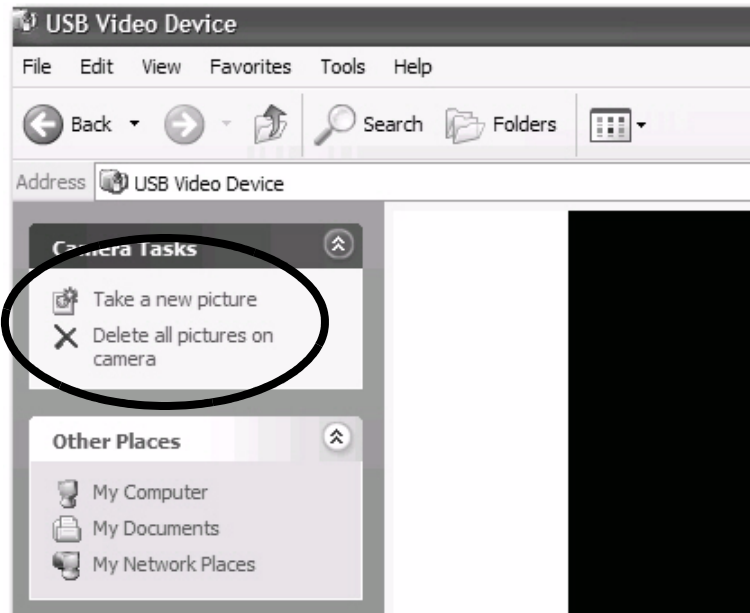 USB Video Device
File Edit View Favorites Tools Help
Back Search Folders
Address USB Video Device
Camera Tasks
Take a new picture
Delete all pictures on
camera
Other Places
My Computer
My Documents
My Network Places